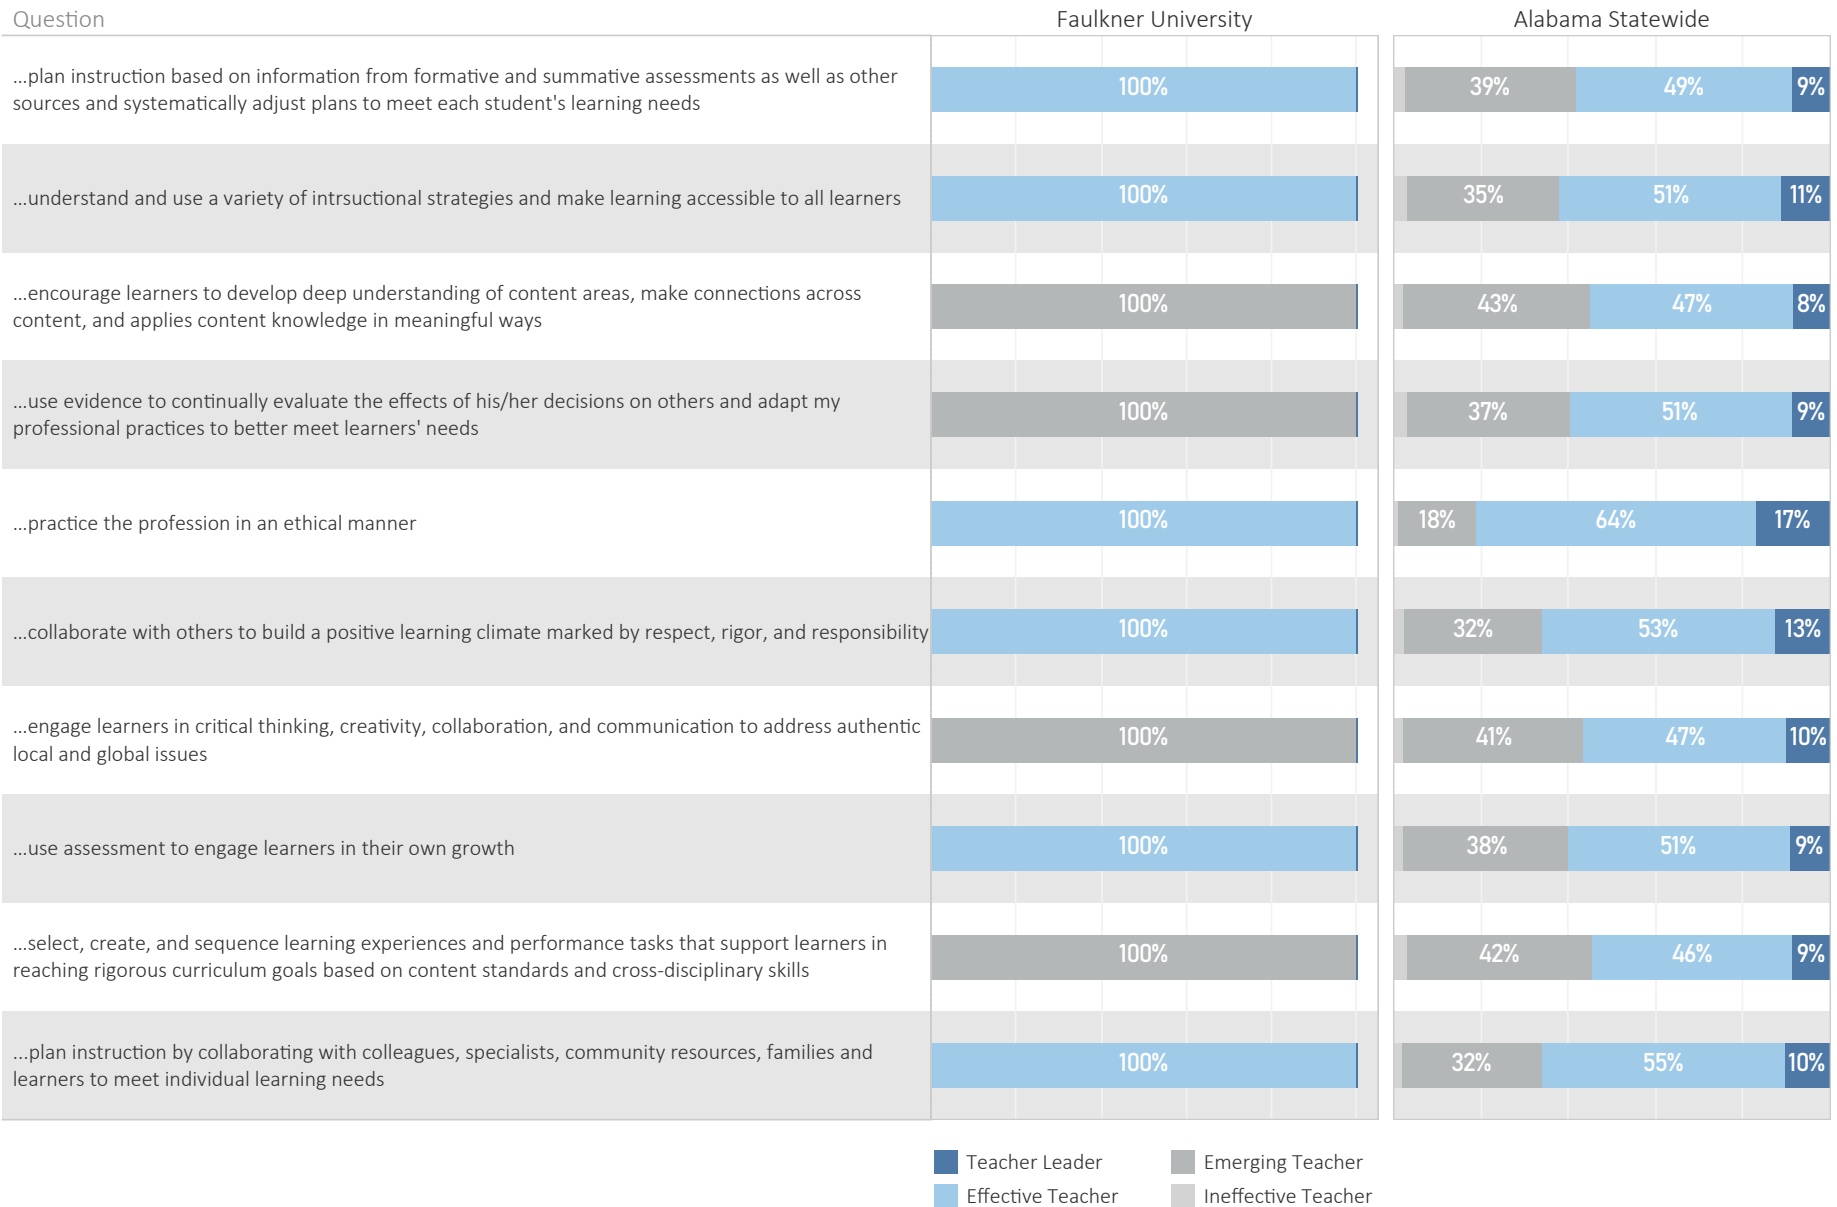 Question
Faulkner University
Alabama Statewide
...plan instruction based on information from formative and summative assessments as well as other
sources and systematically adjust plans to meet each student's learning needs
100%
39%
49%
9%
...understand and use a variety of intrsuctional strategies and make learning accessible to all learners
100%
35%
51%
11%
...encourage learners to develop deep understanding of content areas, make connections across
content, and applies content knowledge in meaningful ways
100%
43%
47%
8%
...use evidence to continually evaluate the effects of his/her decisions on others and adapt my
professional practices to better meet learners' needs
100%
37%
51%
9%
...practice the profession in an ethical manner
100%
18%
64%
17%
...collaborate with others to build a positive learning climate marked by respect, rigor, and responsibility
100%
32%
53%
13%
...engage learners in critical thinking, creativity, collaboration, and communication to address authentic
local and global issues
100%
41%
47%
10%
...use assessment to engage learners in their own growth
100%
38%
51%
9%
...select, create, and sequence learning experiences and performance tasks that support learners in
reaching rigorous curriculum goals based on content standards and cross-disciplinary skills
100%
42%
46%
9%
...plan instruction by collaborating with colleagues, specialists, community resources, families and
learners to meet individual learning needs
100%
32%
55%
10%
Teacher Leader
Emerging Teacher
Effective Teacher
Ineffective Teacher